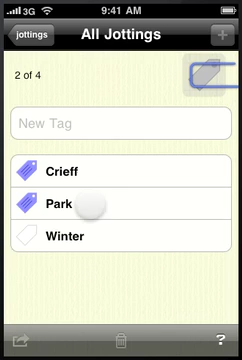 3G 9:41 AM
jottings All Jottings +
2 of 4
New Tag
Crieff
Park
Winter
?